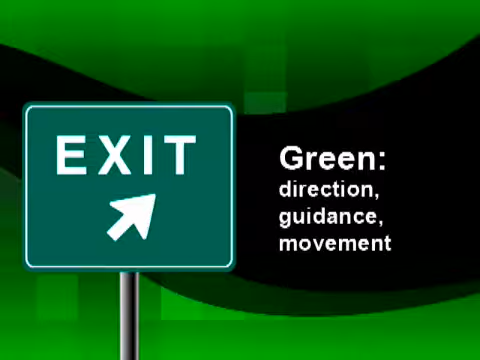 EXIT
Green:
direction,
guidance,
movement